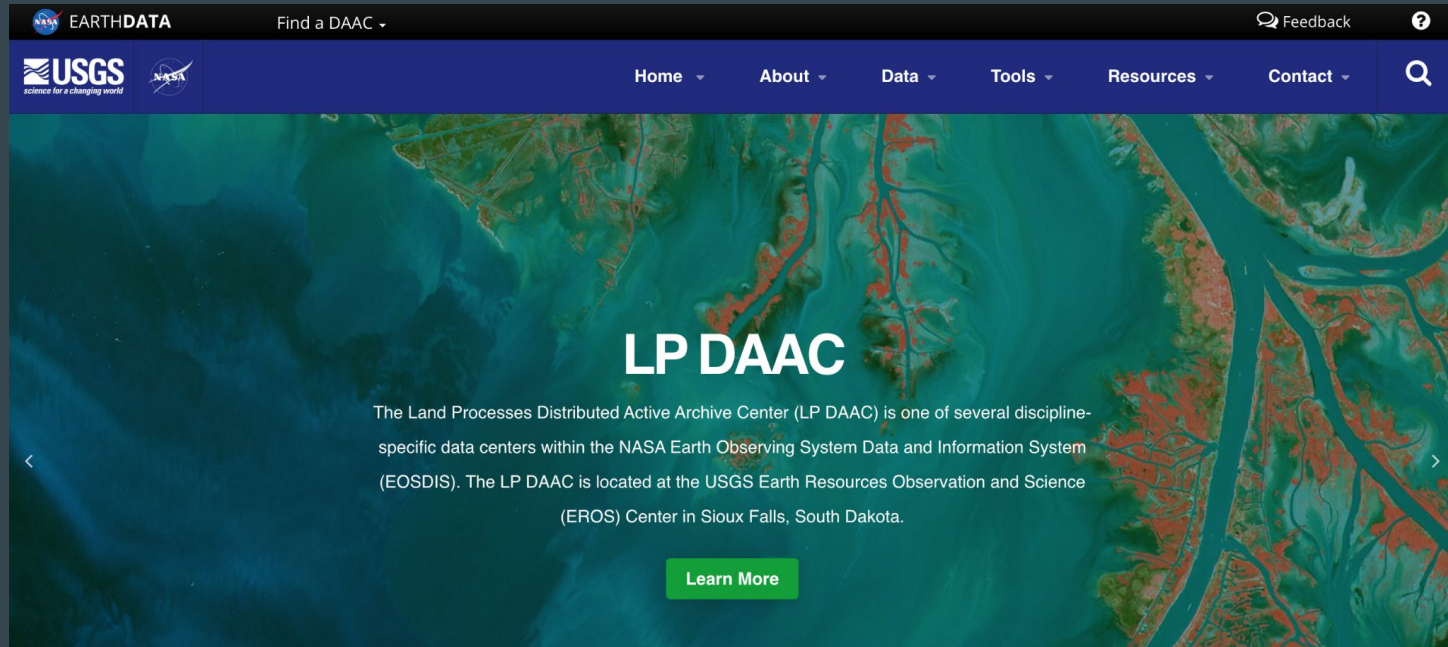 NASA EARTHDATA Find a DAAC Feedback ?
USGS NASA Home About Data Tools Resources Contact
science for a changing world
LP DAAC
The Land Processes Distributed Active Archive Center (LP DAAC) is one of several discipline-
specific data centers within the NASA Earth Observing System Data and Information System
(EOSDIS). The LP DAAC is located at the USGS Earth Resources Observation and Science
(EROS) Center in Sioux Falls, South Dakota.
Learn More